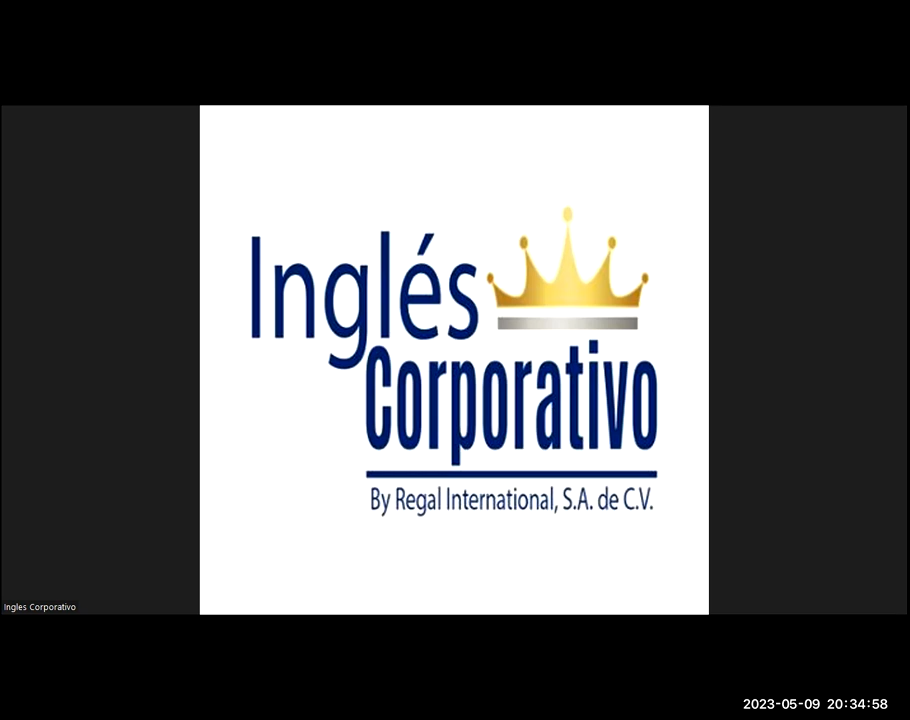 Inglés
Corporativo
By Regal International, S.A. de C.V.
Ingles Corporativo
2023-05-09 20:34:58